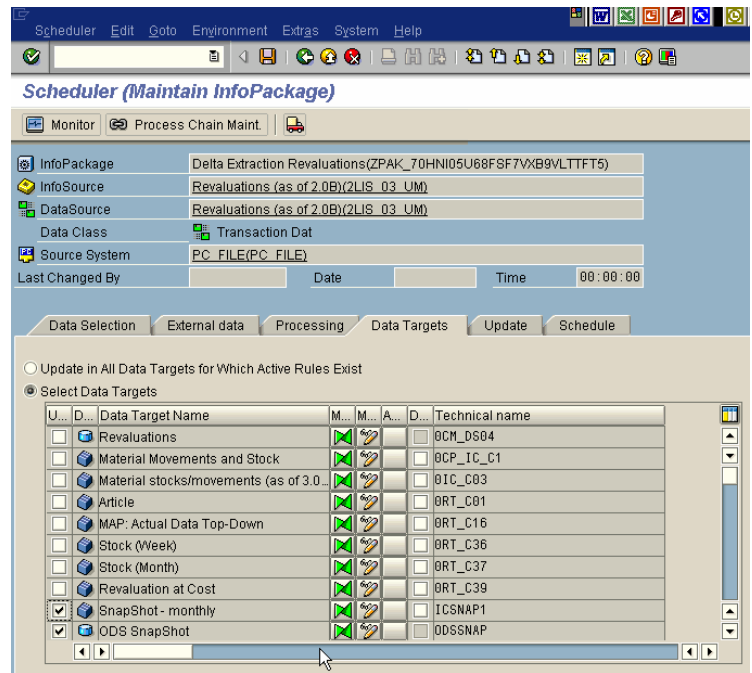 Scheduler Edit Goto Environment Extras System Help
Scheduler (Maintain InfoPackage)
Monitor Process Chain Maint.
InfoPackage Delta Extraction Revaluations(ZPAK_70HNI05U68FSF7VXB9VLTTFT5)
InfoSource Revaluations (as of 2.0B)(2LIS_03_UM)
DataSource Revaluations (as of 2.0B)(2LIS_03_UM)
Data Class Transaction Dat
Source System PC_FILE(PC_FILE)
Last Changed By Date Time 00:00:00
Data Selection External data Processing Data Targets Update Schedule
Update in All Data Targets for Which Active Rules Exist
Select Data Targets
U... D... Data Target Name M... M... A... D... Technical name
Revaluations 0CM_DS04
Material Movements and Stock 0CP_IC_C1
Material stocks/movements (as of 3.0... 0IC_C03
Article 0RT_C01
MAP: Actual Data Top-Down 0RT_C16
Stock (Week) 0RT_C36
Stock (Month) 0RT_C37
Revaluation at Cost 0RT_C39
SnapShot - monthly ICSNAP1
ODS SnapShot ODSSNAP